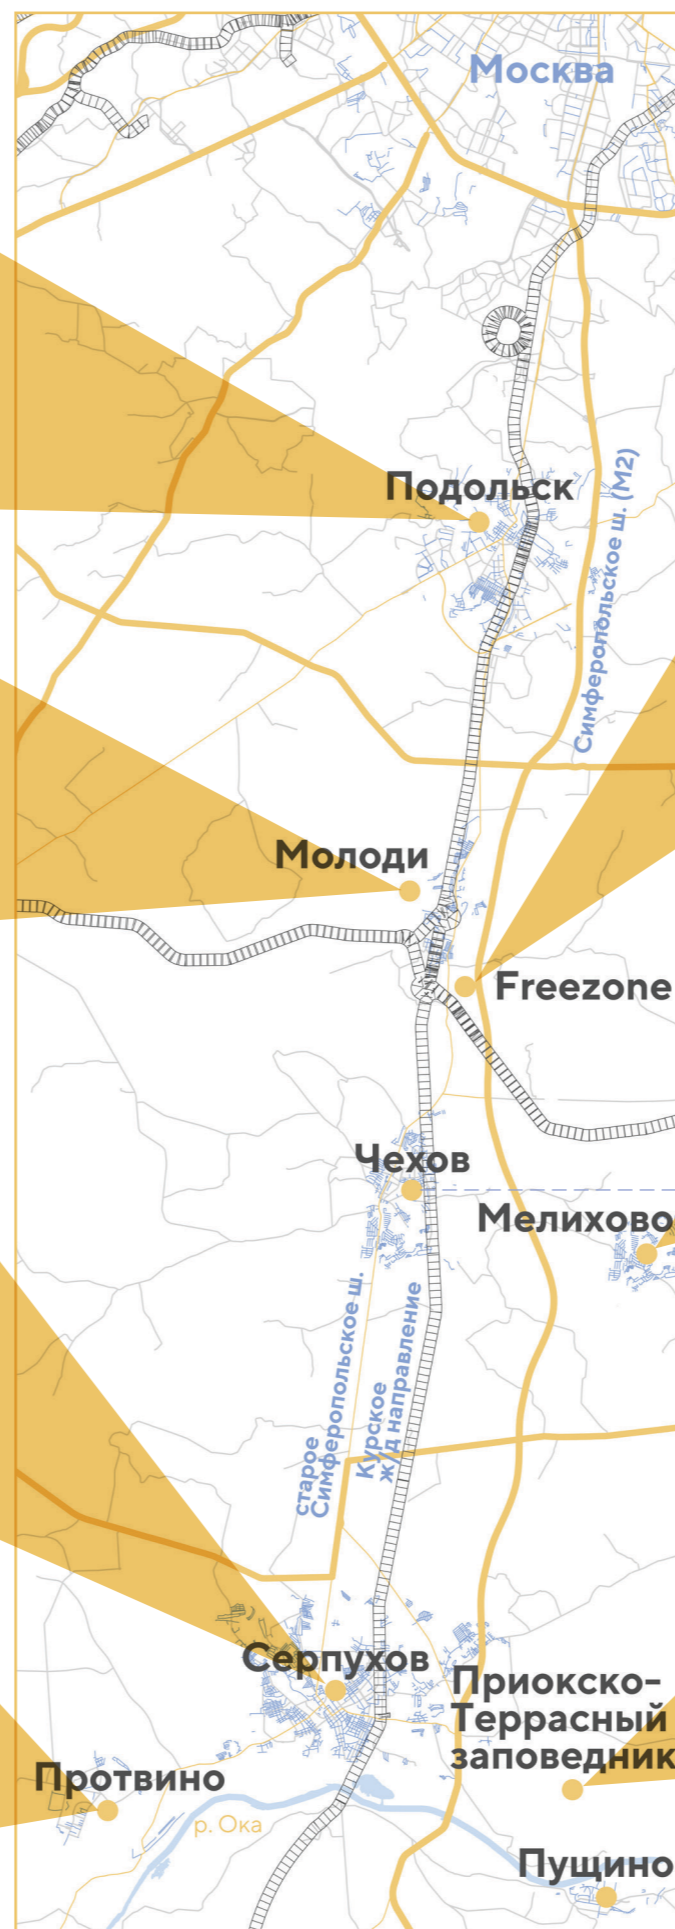 Москва
Подольск
Симферопольское ш. (М2)
Молоди
Freezone
Чехов
Мелихово
старое
Симферопольское ш.
Курское
ж/д направление
Серпухов
Приокско-
Террасный
заповедник
Протвино
р. Ока
Пущино